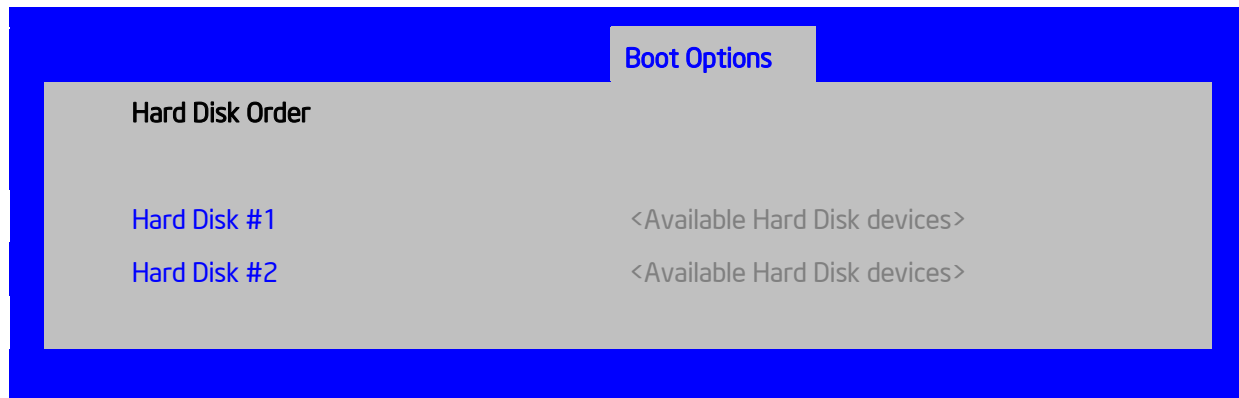 Boot Options
Hard Disk Order
Hard Disk #1 <Available Hard Disk devices>
Hard Disk #2 <Available Hard Disk devices>